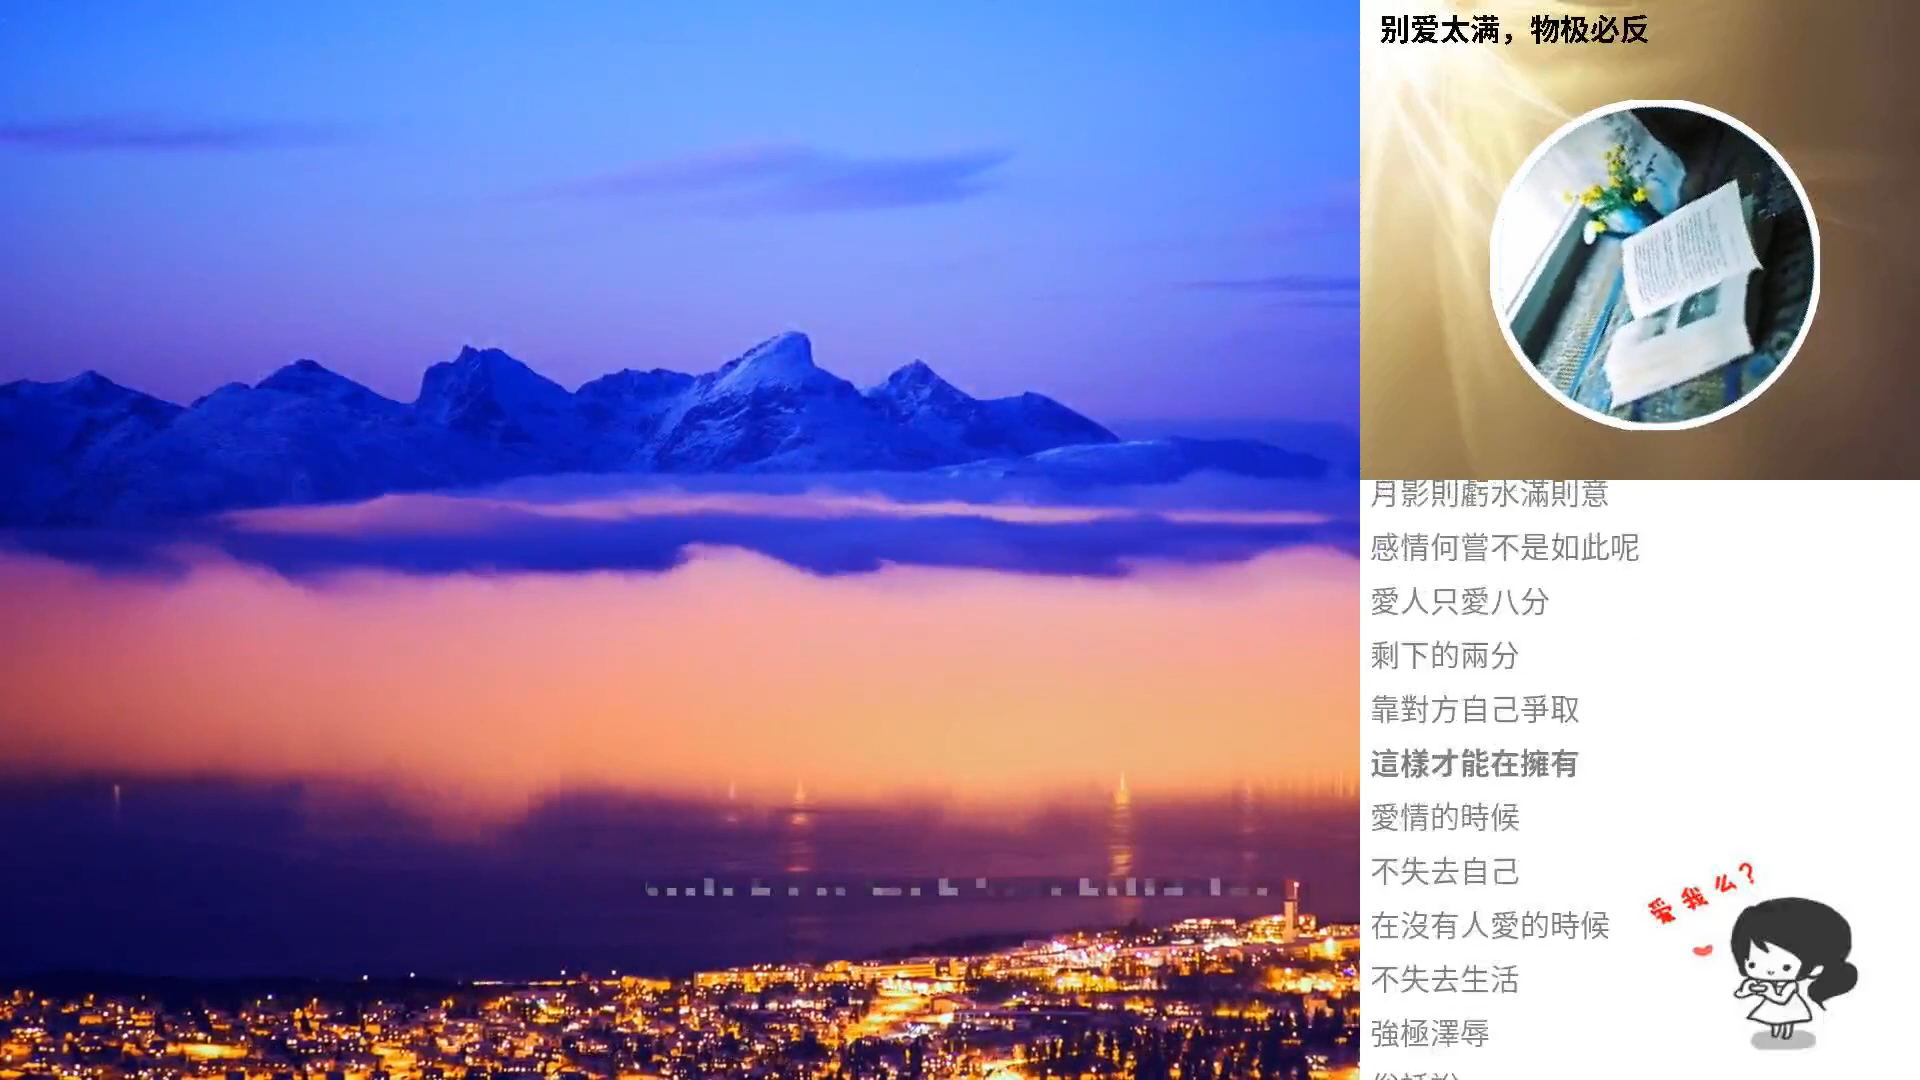 别爱太满，物极必反
月影則虧水滿則意
感情何嘗不是如此呢
愛人只愛八分
剩下的兩分
靠對方自己爭取
這樣才能在擁有
愛情的時候
不失去自己
在沒有人愛的時候
不失去生活
強極澤辱
爱我么？